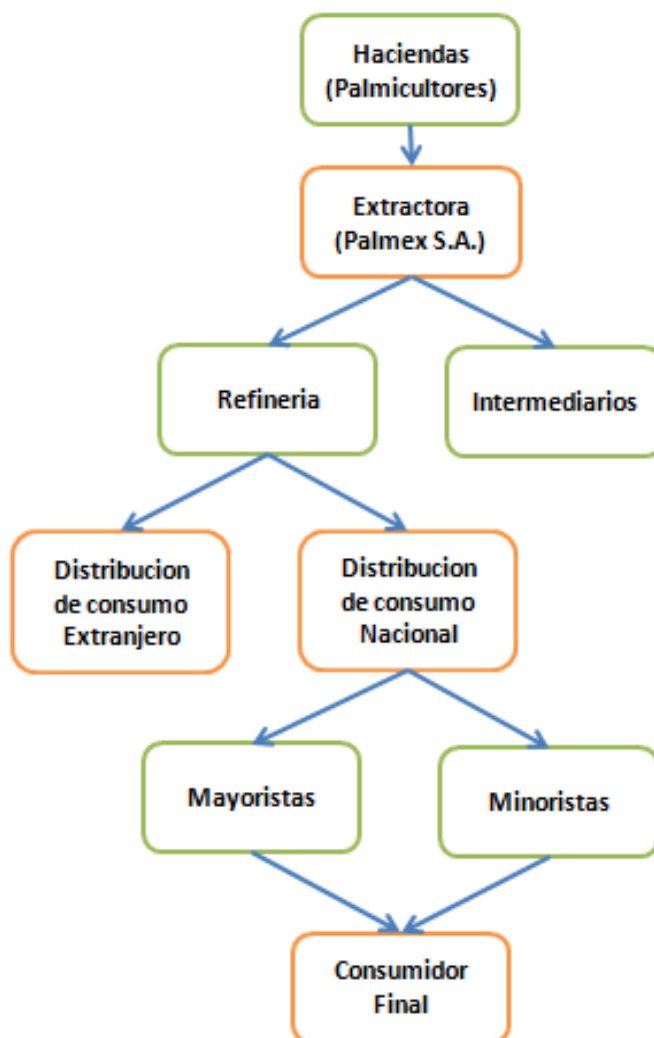 Haciendas
(Palmicultores)
Extractora
(Palmex S.A.)
Refineria
Intermediarios
Distribucion
de consumo
Extranjero
Distribucion
de consumo
Nacional
Mayoristas
Minoristas
Consumidor
Final